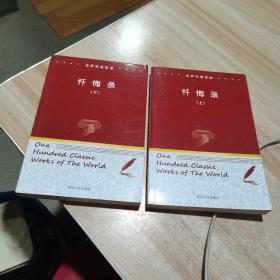 忏悔录
(下)
One
Hundred Classic
Works of The World
忏悔录
(上)
One
Hundred Classic
Works of The World